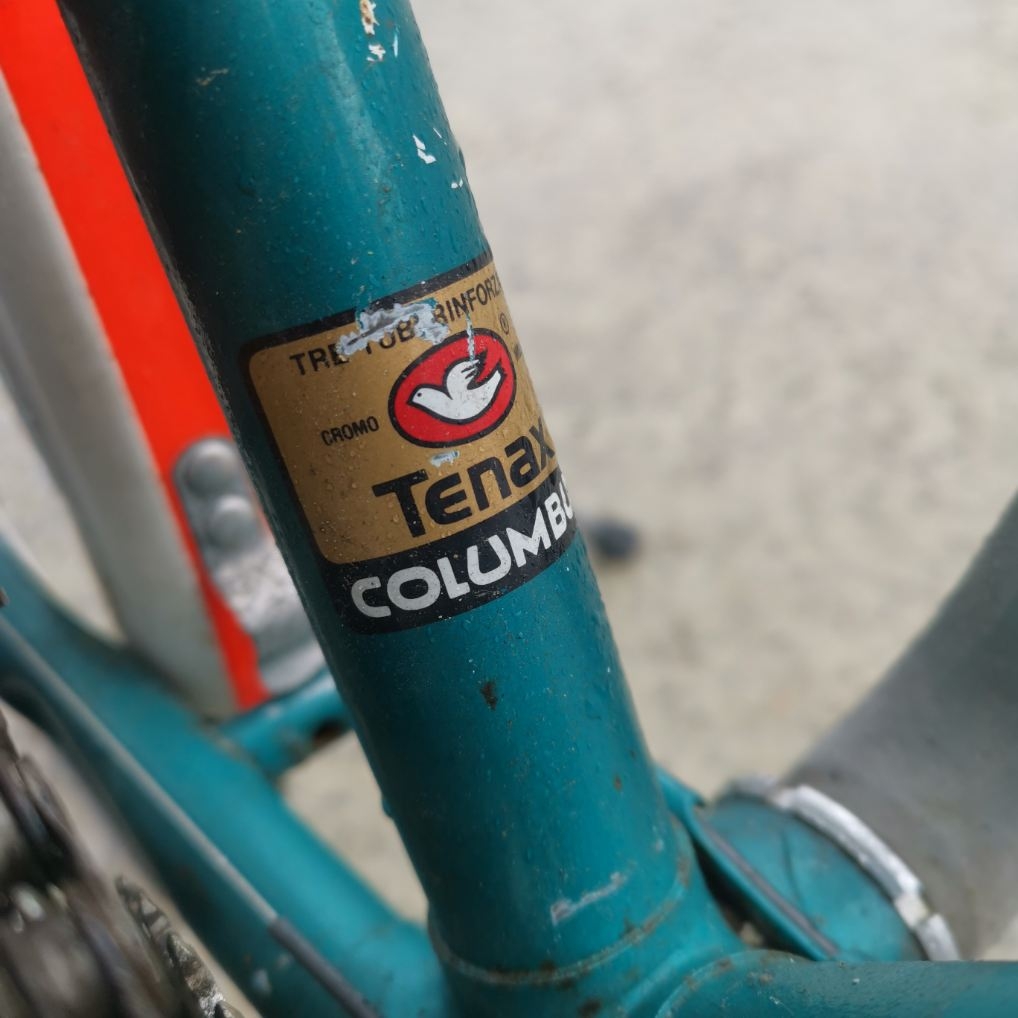 TRE TUBI RINFORZ
®
CROMO
Tenax
COLUMBU